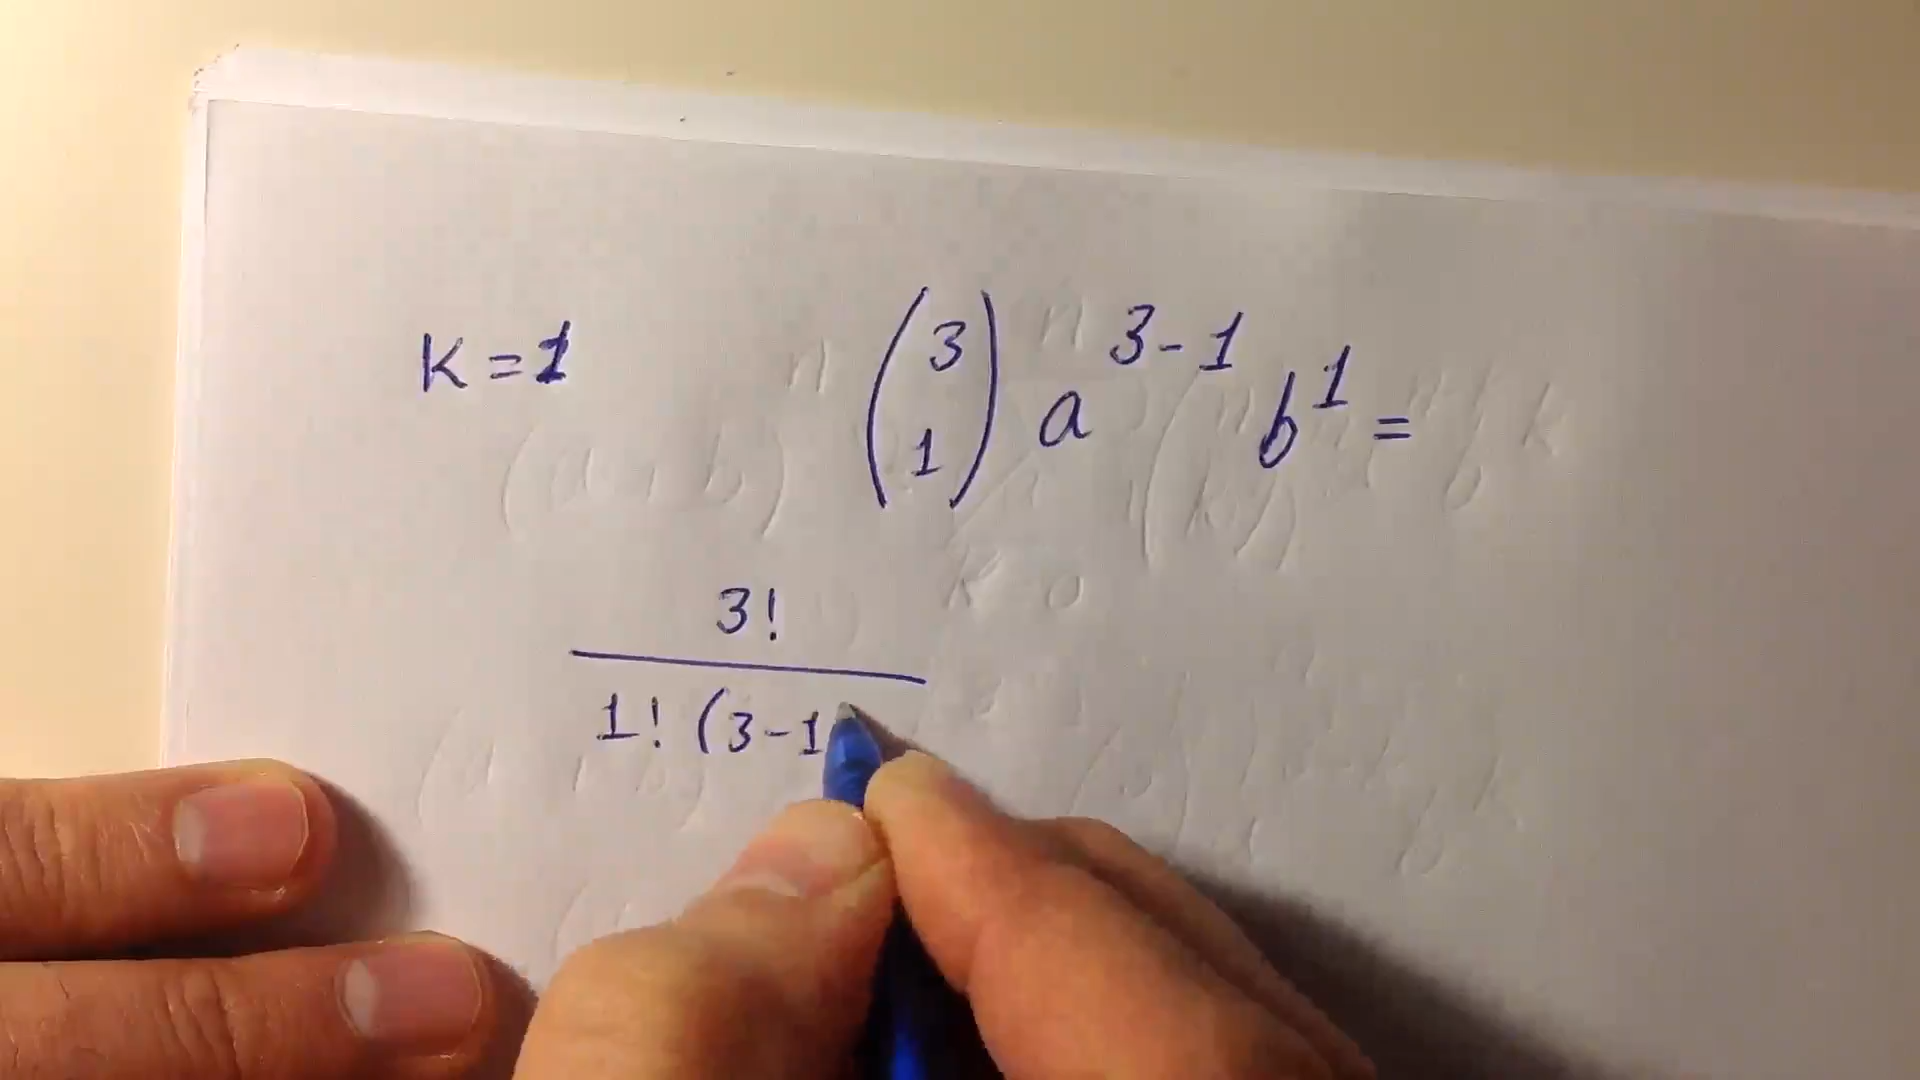 K = 1 (3 1) a^3-1 b^1 =
3!
1! (3-1